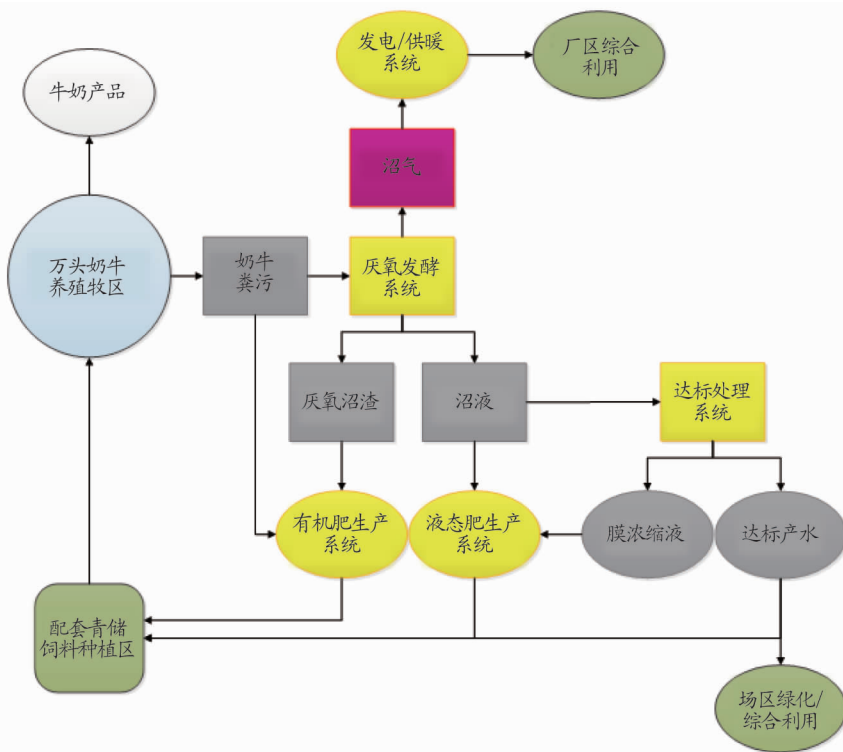 发电/供暖
系统
厂区综合
利用
牛奶产品
沼气
万头奶牛
养殖牧区
奶牛
粪污
厌氧发酵
系统
厌氧沼渣
沼液
达标处理
系统
有机肥生产
系统
液态肥生产
系统
膜浓缩液
达标产水
配套青储
饲料种植区
场区绿化/
综合利用